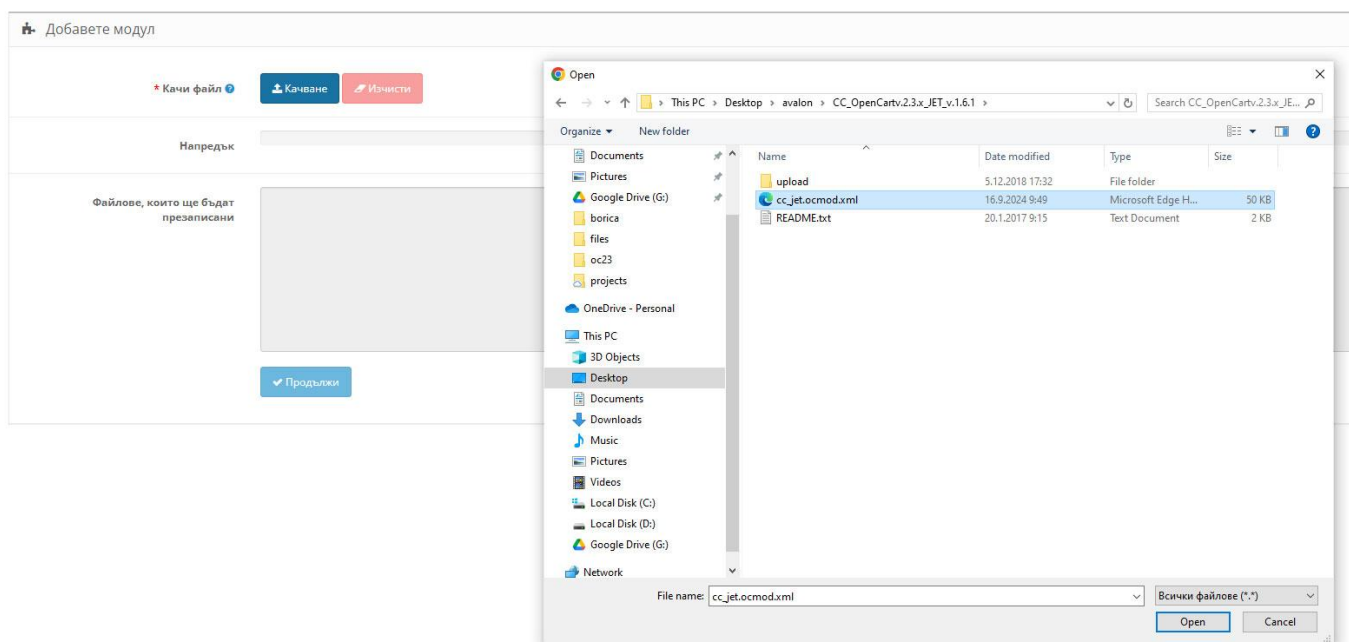 Добавете модул
* Качи файл
Качване
Изчисти
Напредък
Файлове, които ще бъдат
презаписани
Продължи
Open
This PC > Desktop > avalon > CC_OpenCartv.2.3.x_JET_v.1.6.1 >
Search CC_OpenCartv.2.3.x_JE...
Organize
New folder
Documents
Pictures
Google Drive (G:)
borica
files
oc23
projects
OneDrive - Personal
This PC
3D Objects
Desktop
Documents
Downloads
Music
Pictures
Videos
Local Disk (C:)
Local Disk (D:)
Google Drive (G:)
Network
Name Date modified Type Size
upload 5.12.2018 17:32 File folder
cc_jet.ocmod.xml 16.9.2024 9:49 Microsoft Edge H... 50 KB
README.txt 20.1.2017 9:15 Text Document 2 KB
File name: cc_jet.ocmod.xml
Всички файлове (*.*)
Open
Cancel